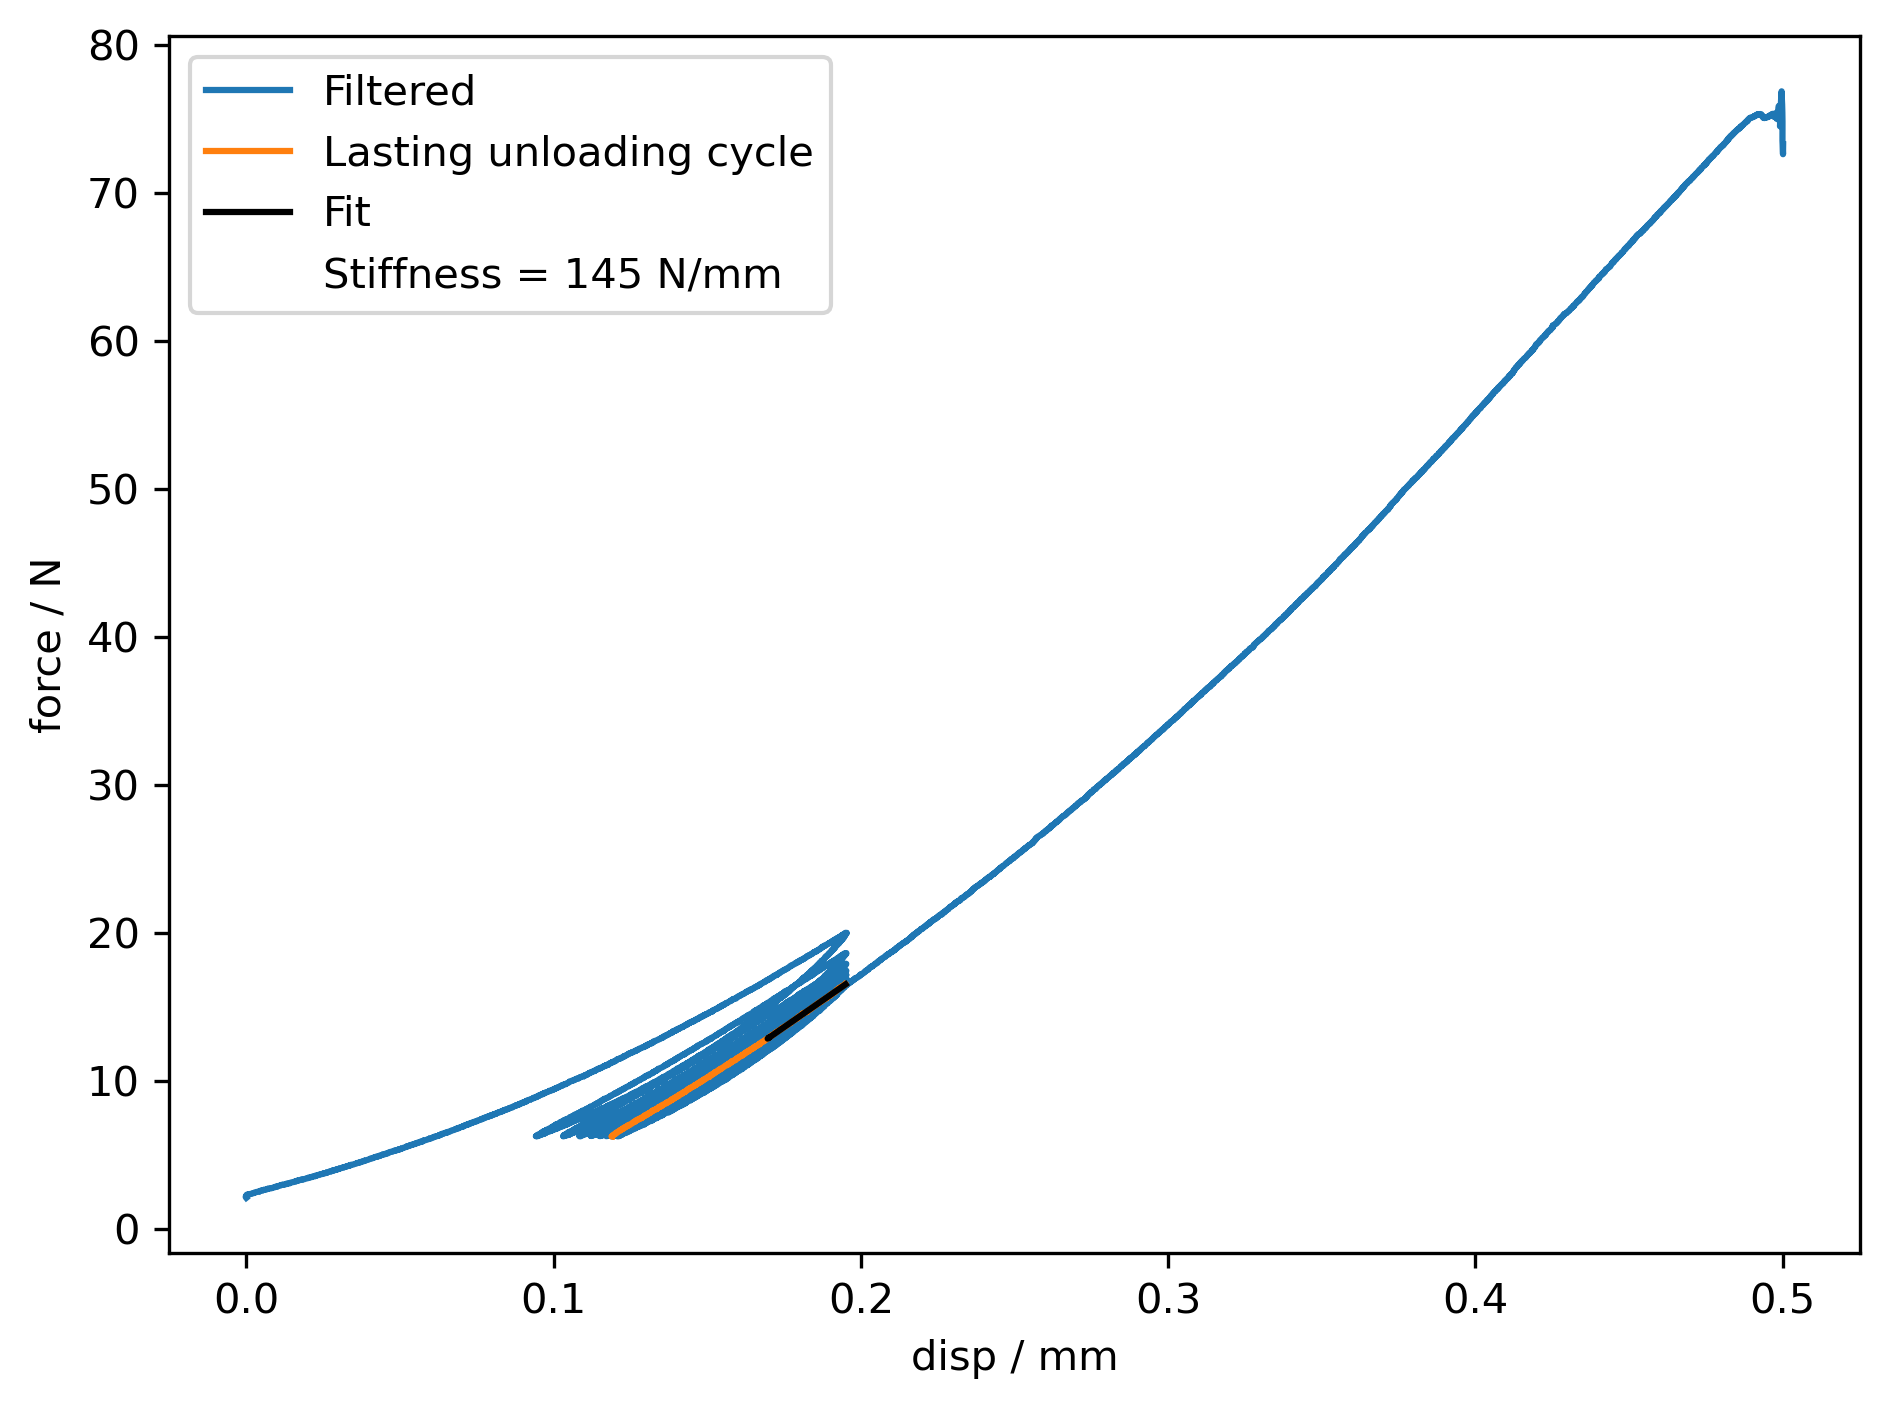 80
70
60
50
40
30
20
10
0
force / N
Filtered
Lasting unloading cycle
Fit
Stiffness = 145 N/mm
0.0 0.1 0.2 0.3 0.4 0.5
disp / mm